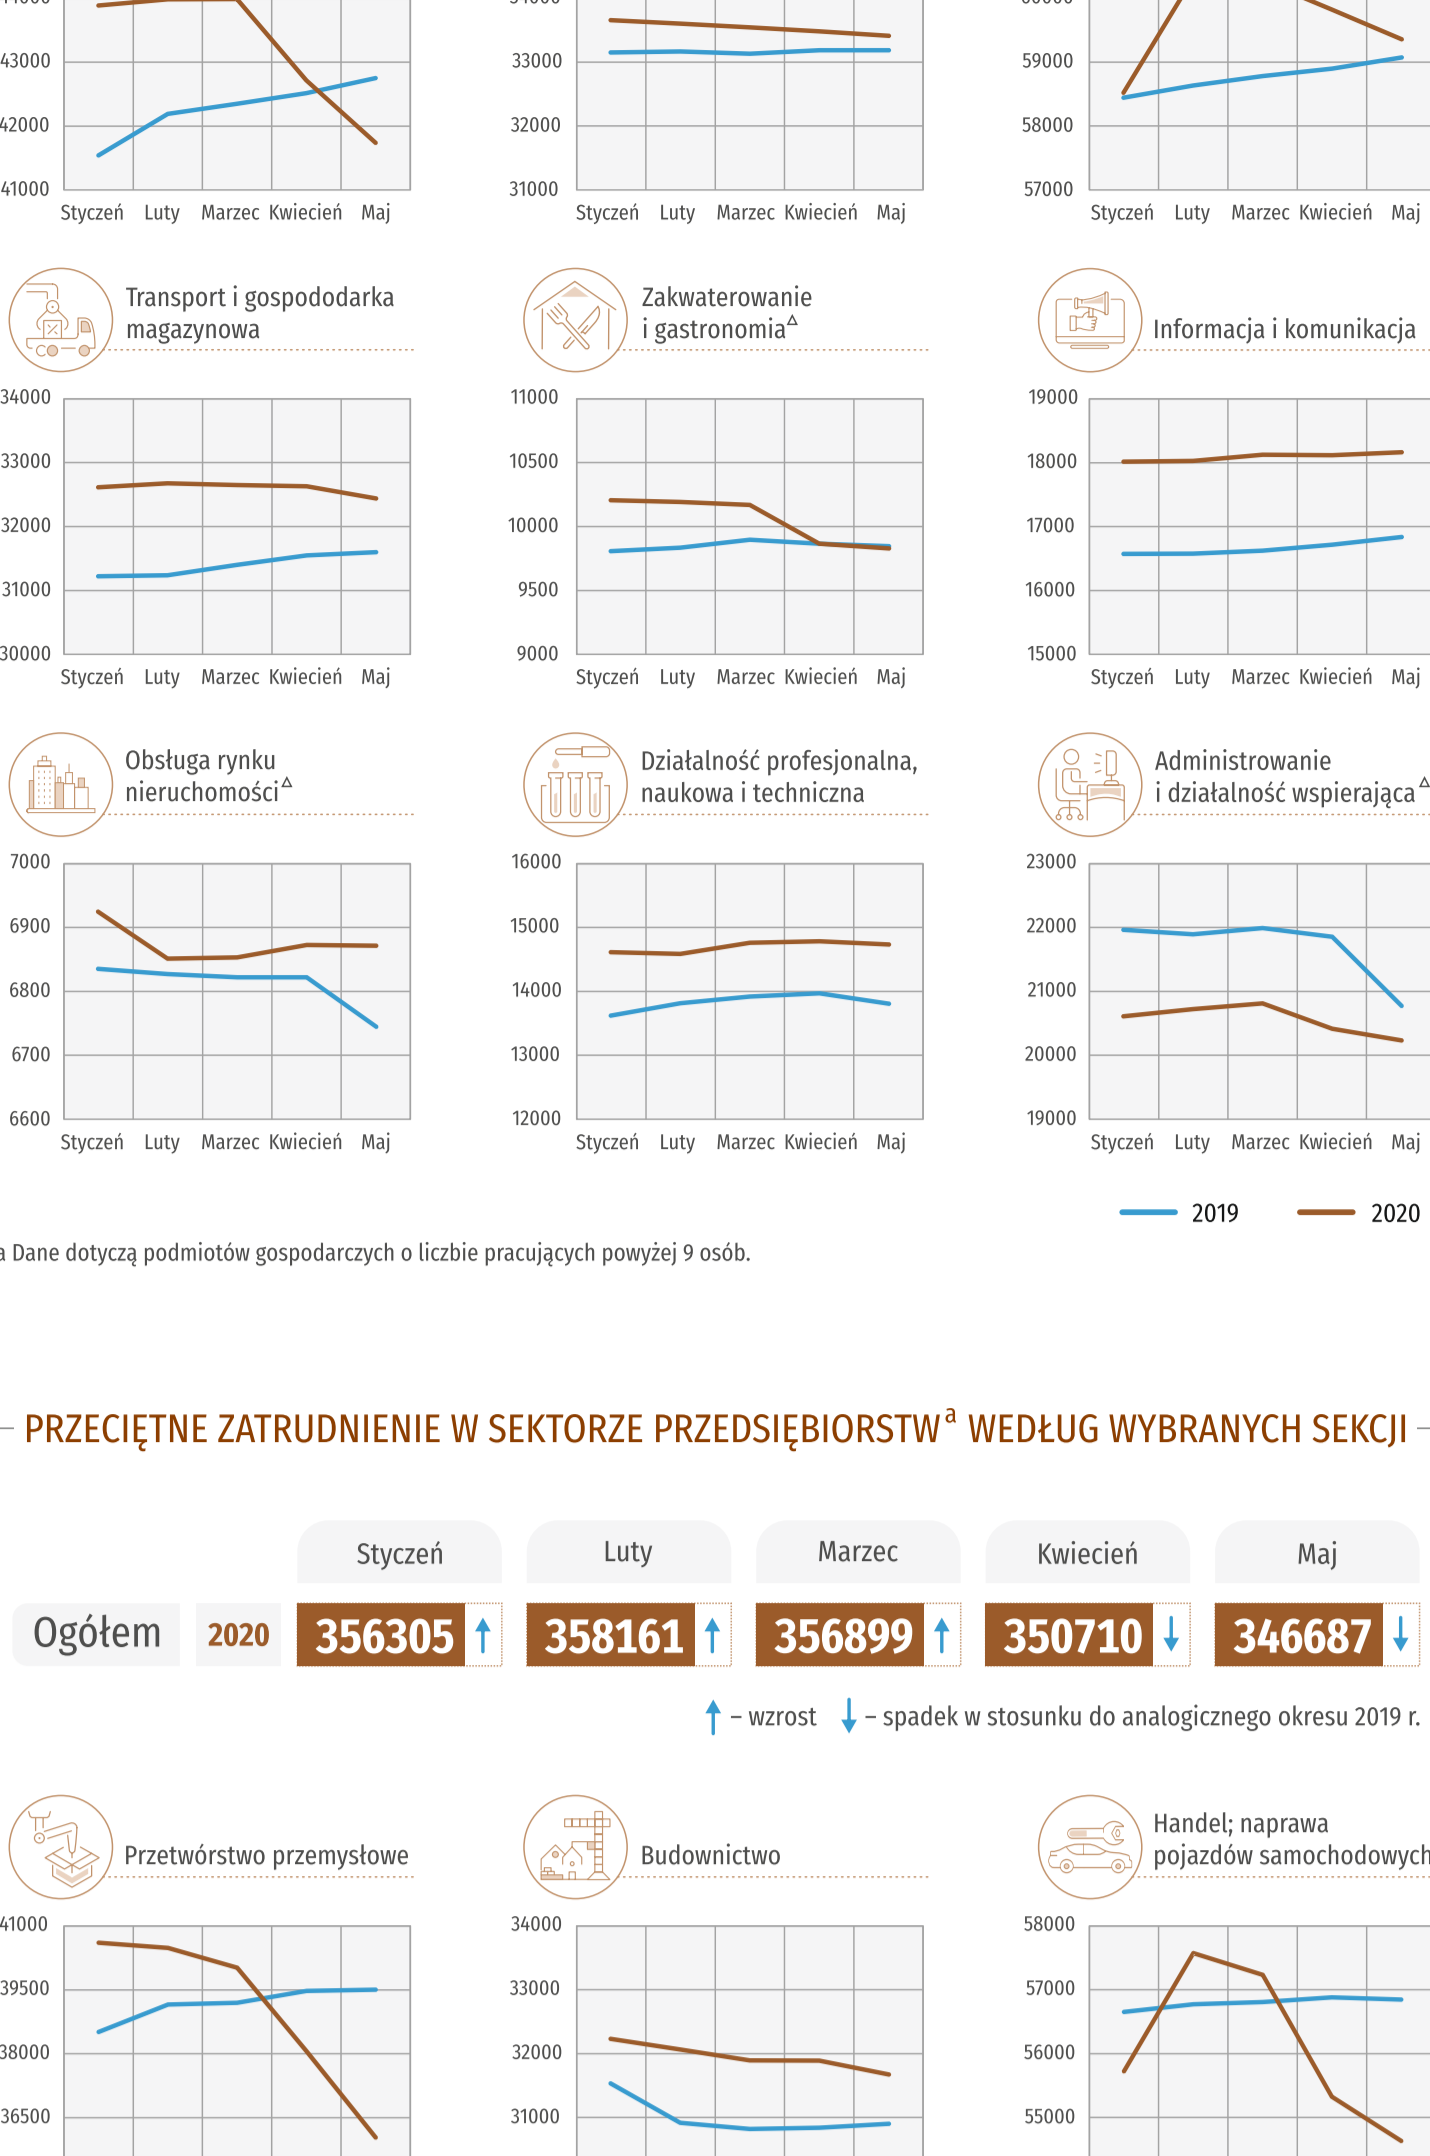 43000
42000
41000
Styczeń Luty Marzec Kwiecień Maj
33000
32000
31000
Styczeń Luty Marzec Kwiecień Maj
59000
58000
57000
Styczeń Luty Marzec Kwiecień Maj
Transport i gospododarka
magazynowa
34000
33000
32000
31000
30000
Styczeń Luty Marzec Kwiecień Maj
Zakwaterowanie
i gastronomia△
11000
10500
10000
9500
9000
Styczeń Luty Marzec Kwiecień Maj
Informacja i komunikacja
19000
18000
17000
16000
15000
Styczeń Luty Marzec Kwiecień Maj
Obsługa rynku
nieruchomości△
7000
6900
6800
6700
6600
Styczeń Luty Marzec Kwiecień Maj
Działalność profesjonalna,
naukowa i techniczna
16000
15000
14000
13000
12000
Styczeń Luty Marzec Kwiecień Maj
Administrowanie
i działalność wspierająca△
23000
22000
21000
20000
19000
Styczeń Luty Marzec Kwiecień Maj
2019 2020
a Dane dotyczą podmiotów gospodarczych o liczbie pracujących powyżej 9 osób.
PRZECIĘTNE ZATRUDNIENIE W SEKTORZE PRZEDSIĘBIORSTWa WEDŁUG WYBRANYCH SEKCJI
Styczeń Luty Marzec Kwiecień Maj
Ogółem 2020 356305 358161 356899 350710 346687
– wzrost – spadek w stosunku do analogicznego okresu 2019 r.
Przetwórstwo przemysłowe
41000
39500
38000
36500
Budownictwo
34000
33000
32000
31000
Handel; naprawa
pojazdów samochodowych
58000
57000
56000
55000